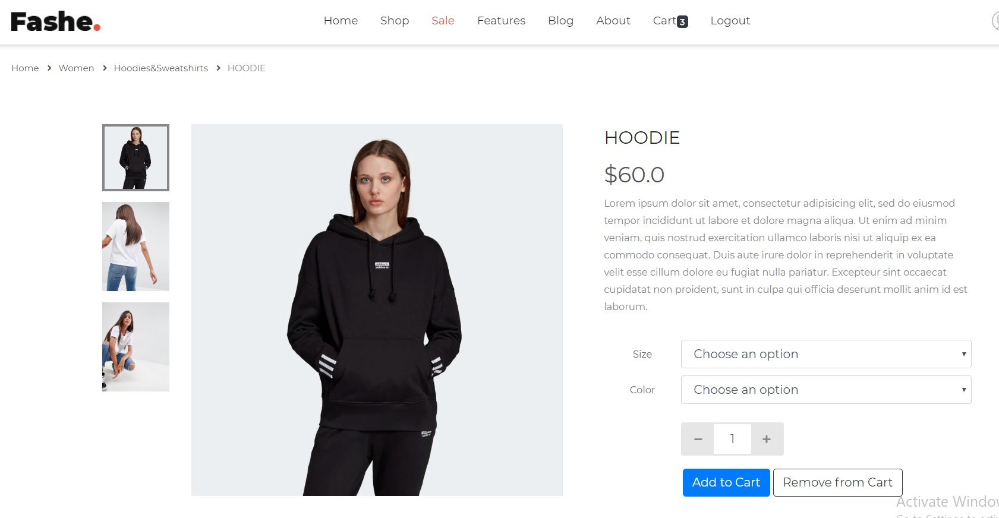 Fashe.
Home Shop Sale Features Blog About Cart 3 Logout
Home > Women > Hoodies&Sweatshirts > HOODIE
HOODIE
$60.0
Lorem ipsum dolor sit amet, consectetur adipisicing elit, sed do eiusmod
tempor incididunt ut labore et dolore magna aliqua. Ut enim ad minim
veniam, quis nostrud exercitation ullamco laboris nisi ut aliquip ex ea
commodo consequat. Duis aute irure dolor in reprehenderit in voluptate
velit esse cillum dolore eu fugiat nulla pariatur. Excepteur sint occaecat
cupidatat non proident, sunt in culpa qui officia deserunt mollit anim id est
laborum.
Size Choose an option
Color Choose an option
− 1 +
Add to Cart Remove from Cart
adidas
adidas
Activate Window